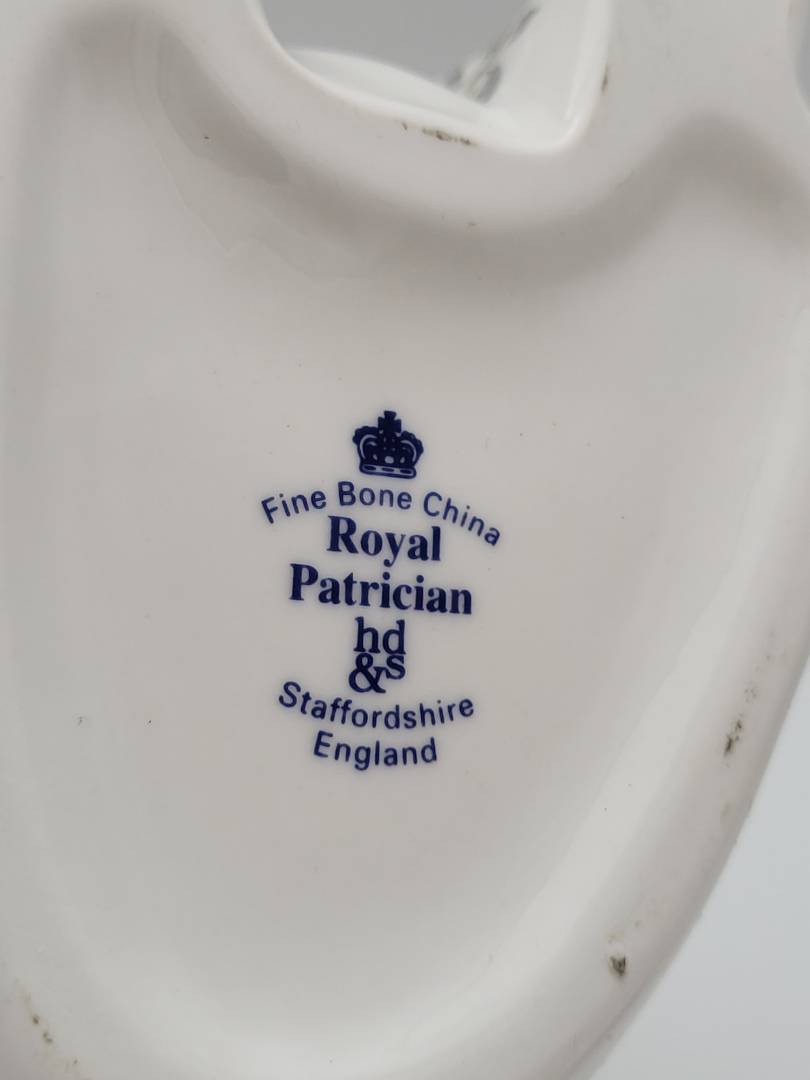 Fine Bone China
Royal
Patrician
hd
&s
Staffordshire
England